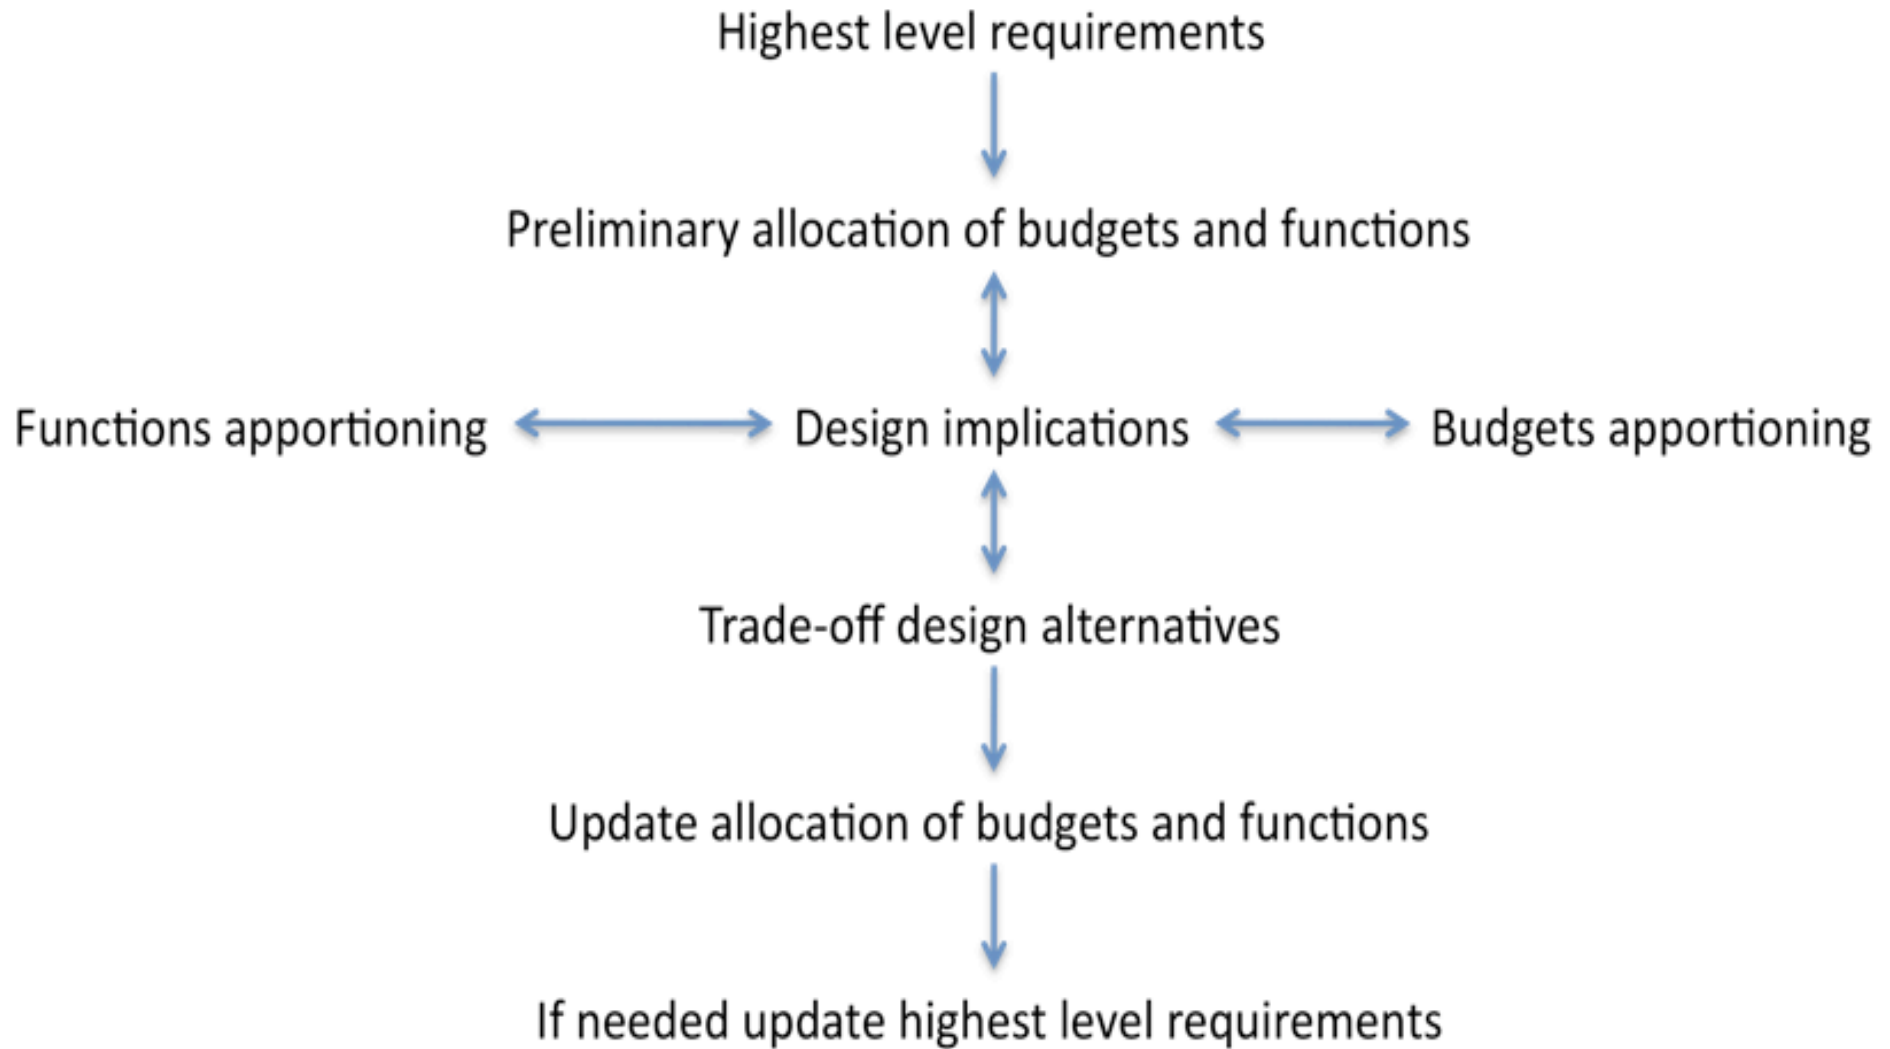 Highest level requirements
Preliminary allocation of budgets and functions
Functions apportioning
Design implications
Budgets apportioning
Trade-off design alternatives
Update allocation of budgets and functions
If needed update highest level requirements